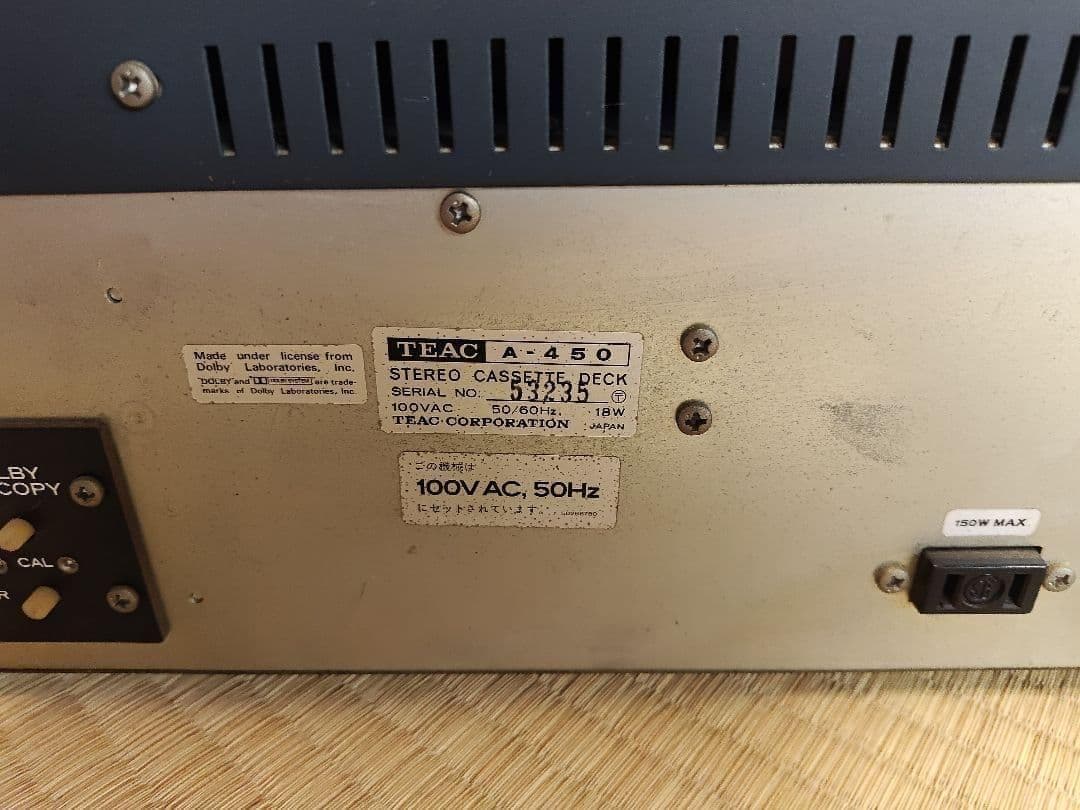 Made under license from
Dolby Laboratories, Inc.
"DOLBY" and are trade-
marks of Dolby Laboratories, Inc.
TEAC A-450
STEREO CASSETTE DECK
SERIAL NO. 53235
100VAC 50/60Hz. 18W
TEAC CORPORATION JAPAN
この機械は
100V AC, 50Hz
にセットされています。
LBY
COPY
CAL
R
150W MAX